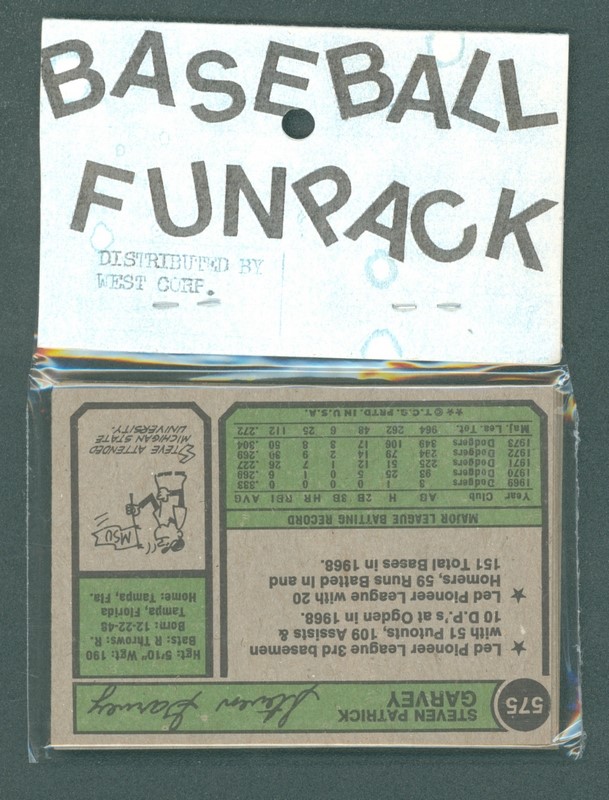 BASEBALL
FUNPACK
DISTRIBUTED BY
WEST CORP.
575
STEVEN PATRICK
GARVEY
Steven Garvey
★ Led Pioneer League 3rd basemen
with 51 Putouts, 109 Assists &
10 D.P.'s at Ogden in 1968.
★ Led Pioneer League with 20
Homers, 59 Runs Batted In and
151 Total Bases in 1968.
Hgt: 5'10" Wgt: 190
Bats: R Throws: R
Born: 12-22-48
Tampa, Florida
Home: Tampa, Fla.
MAJOR LEAGUE BATTING RECORD
Year Club AB H 2B 3B HR RBI AVG
1969 Dodgers 3 1 0 0 0 0 .333
1970 Dodgers 93 25 5 0 1 6 .269
1971 Dodgers 225 51 12 1 7 26 .227
1972 Dodgers 294 79 14 2 9 30 .269
1973 Dodgers 349 106 17 3 8 50 .304
Maj. Lea. Tot. 964 262 48 6 25 112 .272
★★ © T.C.G. PRTD. IN U.S.A.
MSU
STEVE ATTENDED
MICHIGAN STATE
UNIVERSITY.